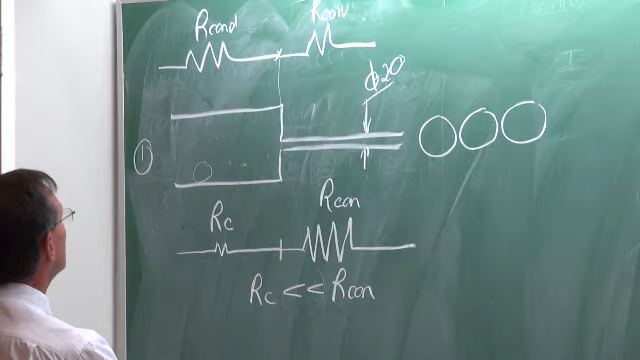 Rcond Rconv
ϕ20
①
Rc Rcon
Rc << Rcon